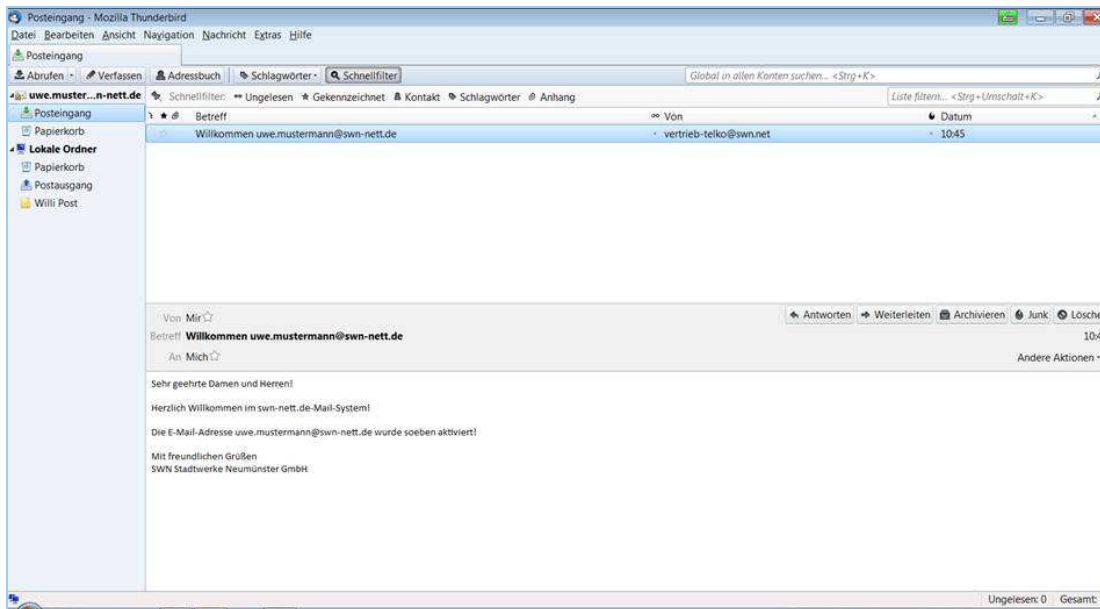 Posteingang - Mozilla Thunderbird
Datei Bearbeiten Ansicht Navigation Nachricht Extras Hilfe
Posteingang
Abrufen Verfassen Adressbuch Schlagwörter Schnellfilter Global in allen Konten suchen... <Strg+K>
uwe.muster...n-nett.de Schnellfilter: Ungelesen Gekennzeichnet Kontakt Schlagwörter Anhang Liste filtern... <Strg+Umschalt+K>
Posteingang Betreff Von Datum
Papierkorb Willkommen uwe.mustermann@swn-nett.de vertrieb-telko@swn.net 10:45
Lokale Ordner
Papierkorb
Postausgang
Willi Post
Von Mir Antworten Weiterleiten Archivieren Junk Lösche
Betreff Willkommen uwe.mustermann@swn-nett.de 10:4
An Mich Andere Aktionen
Sehr geehrte Damen und Herren!
Herzlich Willkommen im swn-nett.de-Mail-System!
Die E-Mail-Adresse uwe.mustermann@swn-nett.de wurde soeben aktiviert!
Mit freundlichen Grüßen
SWN Stadtwerke Neumünster GmbH
Ungelesen: 0 Gesamt: